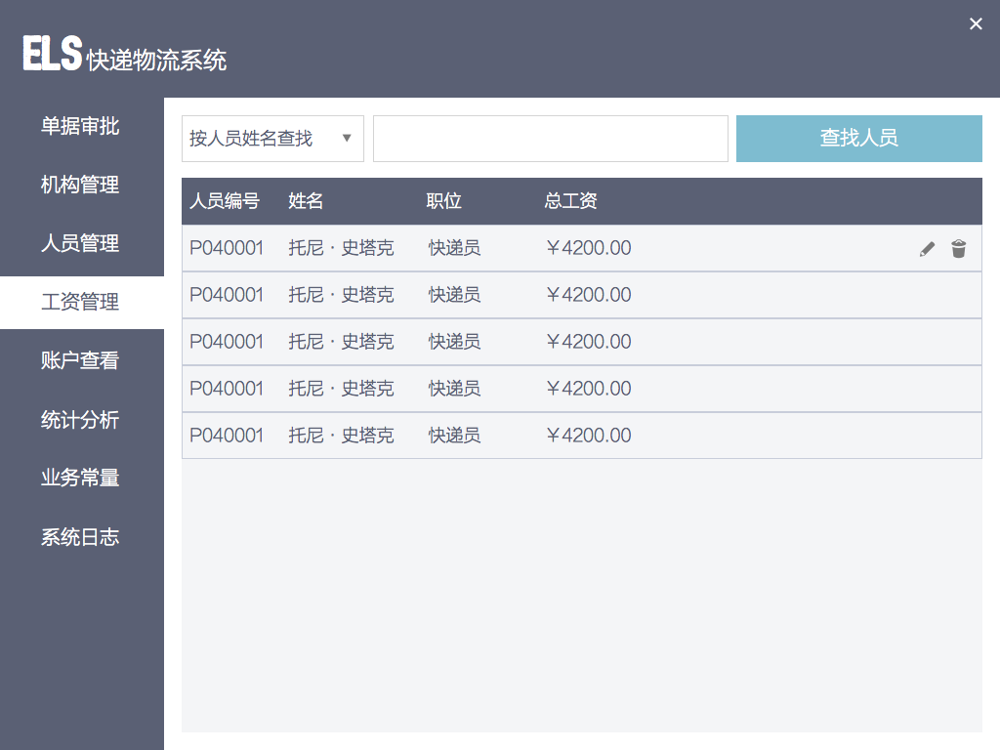 ELS 快递物流系统
单据审批
机构管理
人员管理
工资管理
账户查看
统计分析
业务常量
系统日志
按人员姓名查找
查找人员
人员编号 姓名 职位 总工资
P040001 托尼·史塔克 快递员 ￥4200.00
P040001 托尼·史塔克 快递员 ￥4200.00
P040001 托尼·史塔克 快递员 ￥4200.00
P040001 托尼·史塔克 快递员 ￥4200.00
P040001 托尼·史塔克 快递员 ￥4200.00